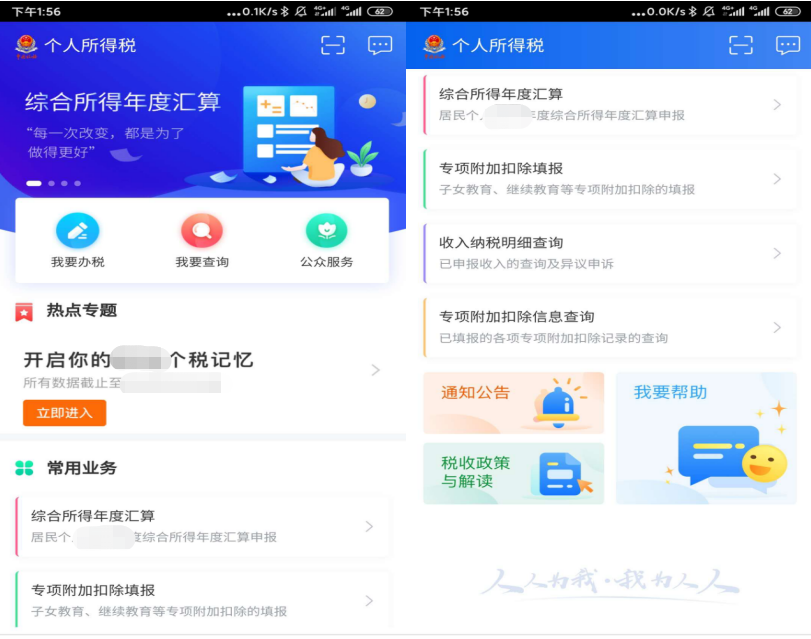 下午1:56
...0.1K/s
4G+
4G
62
个人所得税
综合所得年度汇算
“每一次改变，都是为了
做得更好”
我要办税
我要查询
公众服务
热点专题
开启你的
个税记忆
所有数据截止至
立即进入
常用业务
综合所得年度汇算
居民个
度综合所得年度汇算申报
专项附加扣除填报
子女教育、继续教育等专项附加扣除的填报
下午1:56
...0.0K/s
4G+
4G
62
个人所得税
综合所得年度汇算
居民个
年度综合所得年度汇算申报
专项附加扣除填报
子女教育、继续教育等专项附加扣除的填报
收入纳税明细查询
已申报收入的查询及异议申诉
专项附加扣除信息查询
已填报的各项专项附加扣除记录的查询
通知公告
我要帮助
税收政策
与解读
人人为我·我为人人